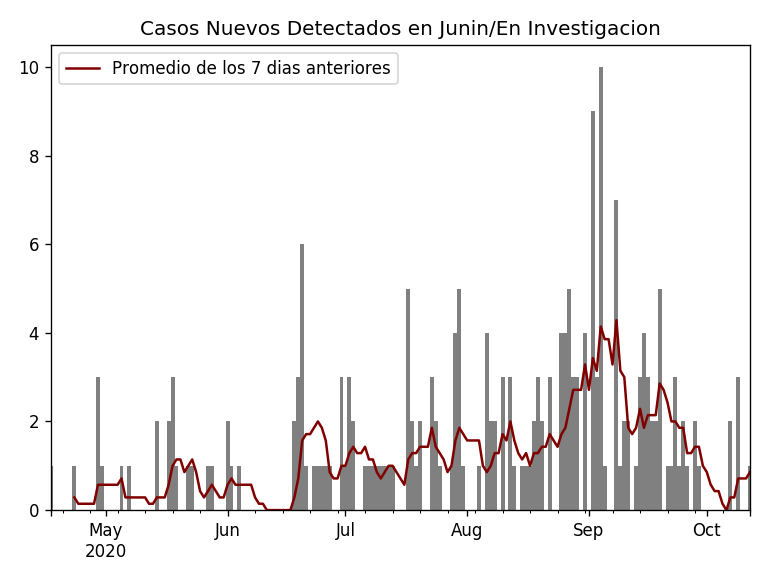 Casos Nuevos Detectados en Junin/En Investigacion
Promedio de los 7 dias anteriores
10
8
6
4
2
0
May Jun Jul Aug Sep Oct
2020